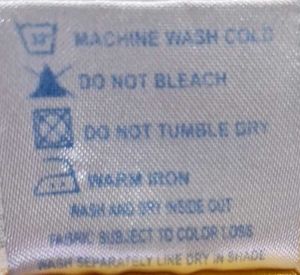 30°
MACHINE WASH COLD
DO NOT BLEACH
DO NOT TUMBLE DRY
WARM IRON
WASH AND DRY INSIDE OUT
FABRIC SUBJECT TO COLOR LOSS
WASH SEPARATELY LINE DRY IN SHADE